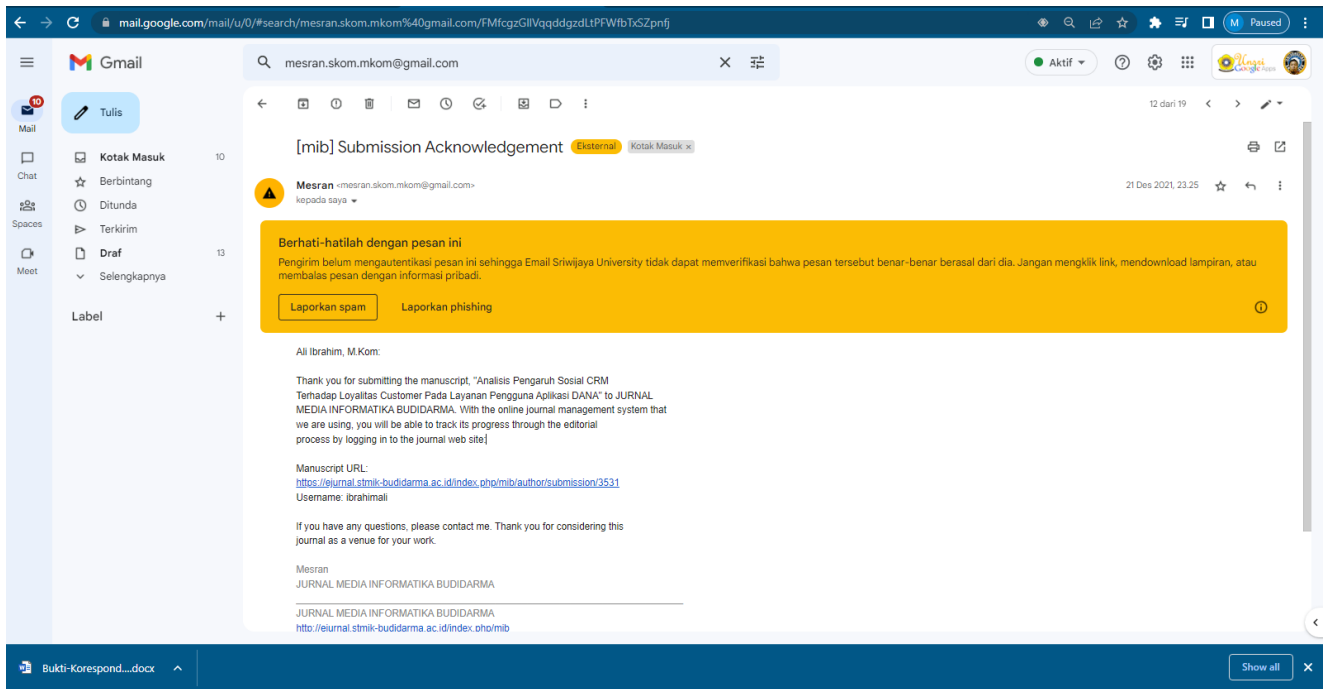 mail.google.com/mail/u/0/#search/mesran.skom.mkom%40gmail.com/FMfcgzGllVqqddgzdLtPFWfbTxSZpnfj
M Paused
Gmail
mesran.skom.mkom@gmail.com
Aktif
10
Mail
Chat
Spaces
Meet
Tulis
Kotak Masuk 10
Berbintang
Ditunda
Terkirim
Draf 13
Selengkapnya
Label +
12 dari 19
[mib] Submission Acknowledgement Eksternal Kotak Masuk ×
Mesran <mesran.skom.mkom@gmail.com>
21 Des 2021, 23.25
kepada saya
Berhati-hatilah dengan pesan ini
Pengirim belum mengautentikasi pesan ini sehingga Email Sriwijaya University tidak dapat memverifikasi bahwa pesan tersebut benar-benar berasal dari dia. Jangan mengklik link, mendownload lampiran, atau
membalas pesan dengan informasi pribadi.
Laporkan spam Laporkan phishing
Ali Ibrahim, M.Kom:
Thank you for submitting the manuscript, "Analisis Pengaruh Sosial CRM
Terhadap Loyalitas Customer Pada Layanan Pengguna Aplikasi DANA" to JURNAL
MEDIA INFORMATIKA BUDIDARMA. With the online journal management system that
we are using, you will be able to track its progress through the editorial
process by logging in to the journal web site:
Manuscript URL:
https://ejurnal.stmik-budidarma.ac.id/index.php/mib/author/submission/3531
Username: ibrahimali
If you have any questions, please contact me. Thank you for considering this
journal as a venue for your work.
Mesran
JURNAL MEDIA INFORMATIKA BUDIDARMA
JURNAL MEDIA INFORMATIKA BUDIDARMA
http://ejurnal.stmik-budidarma.ac.id/index.php/mib
Bukti-Korespond....docx
Show all